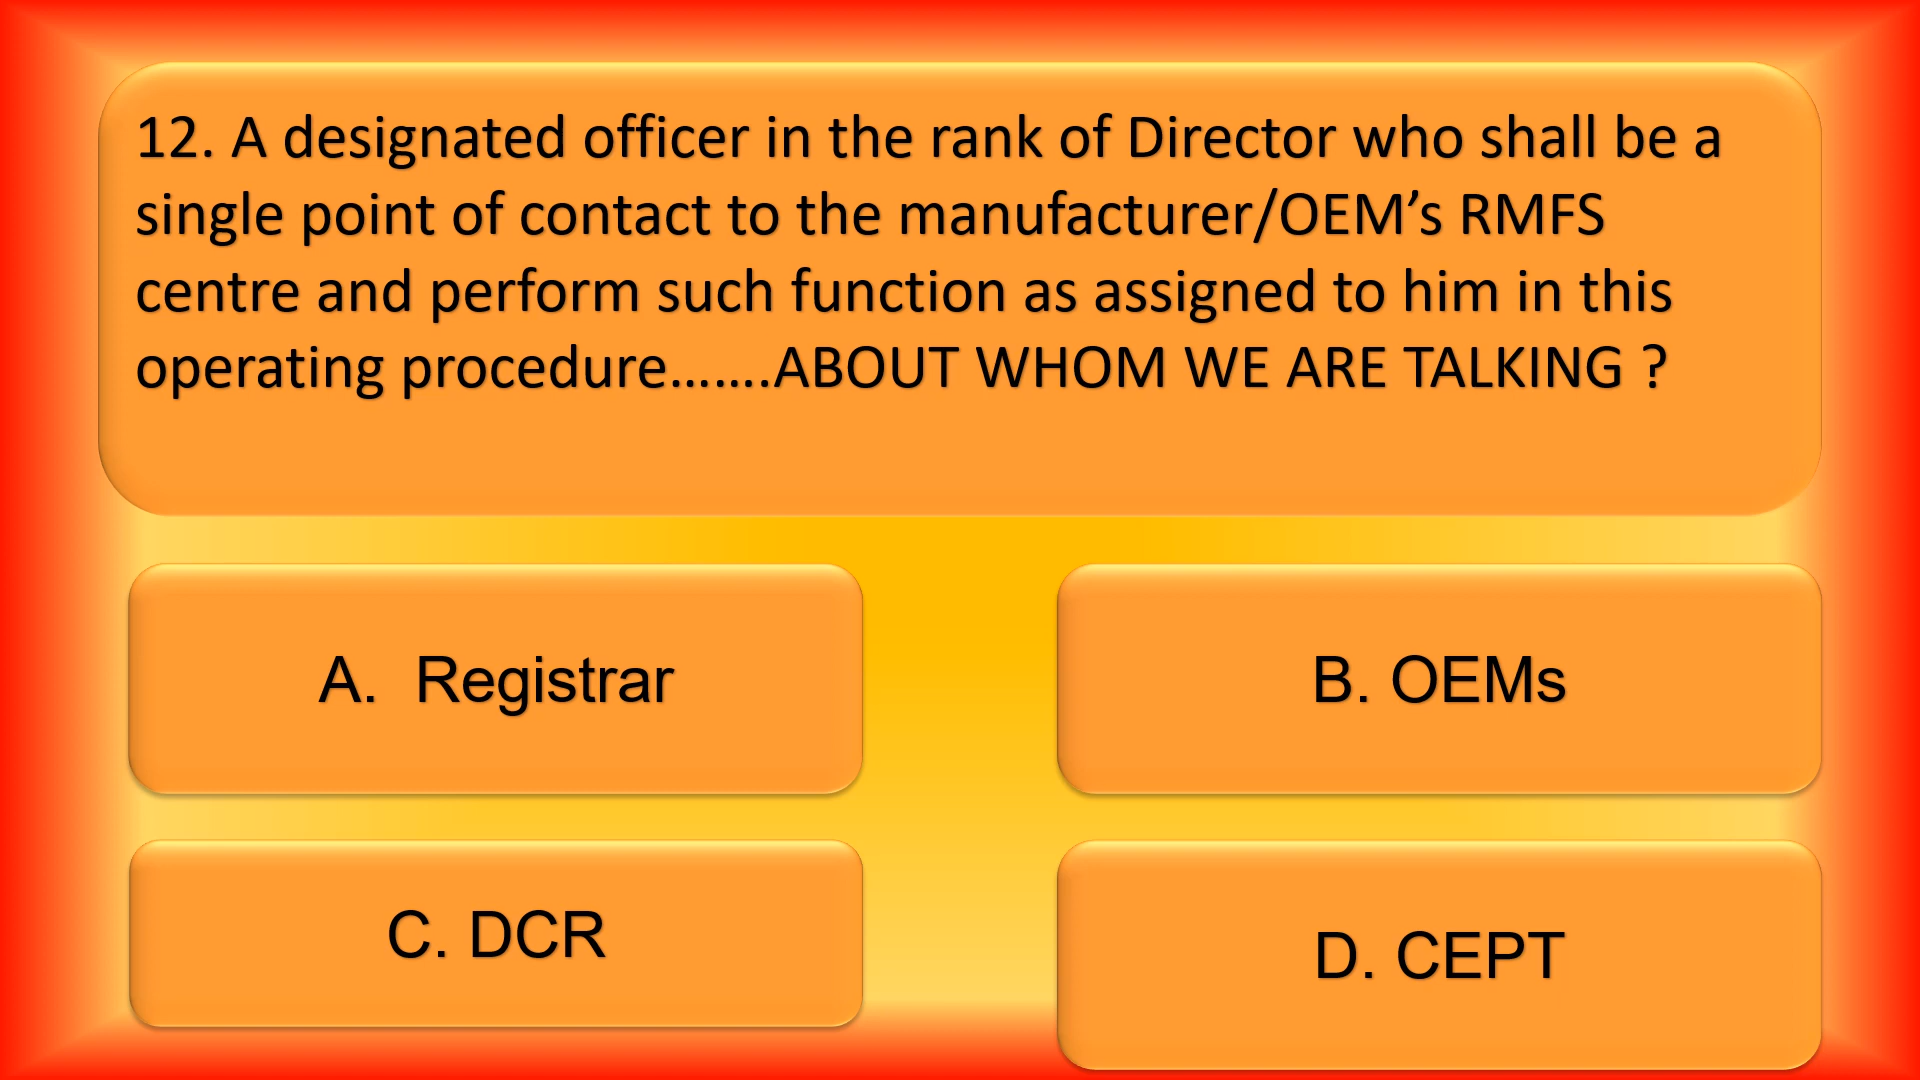 12. A designated officer in the rank of Director who shall be a
single point of contact to the manufacturer/OEM’s RMFS
centre and perform such function as assigned to him in this
operating procedure…….ABOUT WHOM WE ARE TALKING ?
A.  Registrar
B. OEMs
C. DCR
D. CEPT